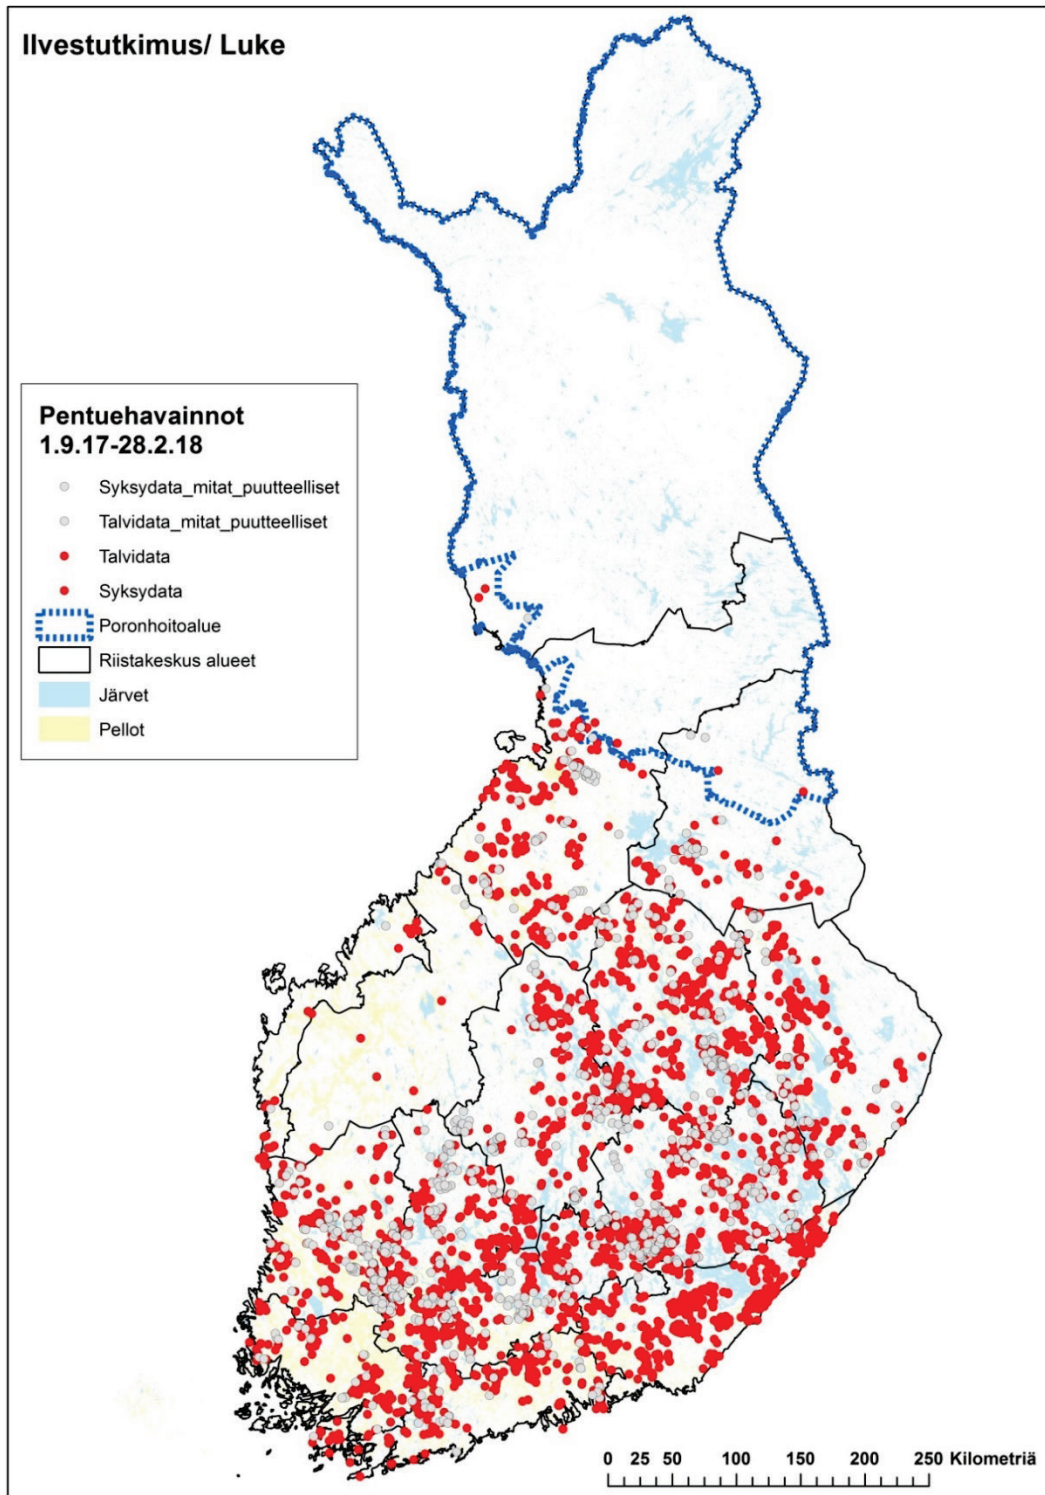 Ilvestutkimus/ Luke
Pentuehavainnot
1.9.17-28.2.18
Syksydata_mitat_puutteelliset
Talvidata_mitat_puutteelliset
Talvidata
Syksydata
Poronhoitoalue
Riistakeskus alueet
Järvet
Pellot
0 25 50 100 150 200 250 Kilometriä